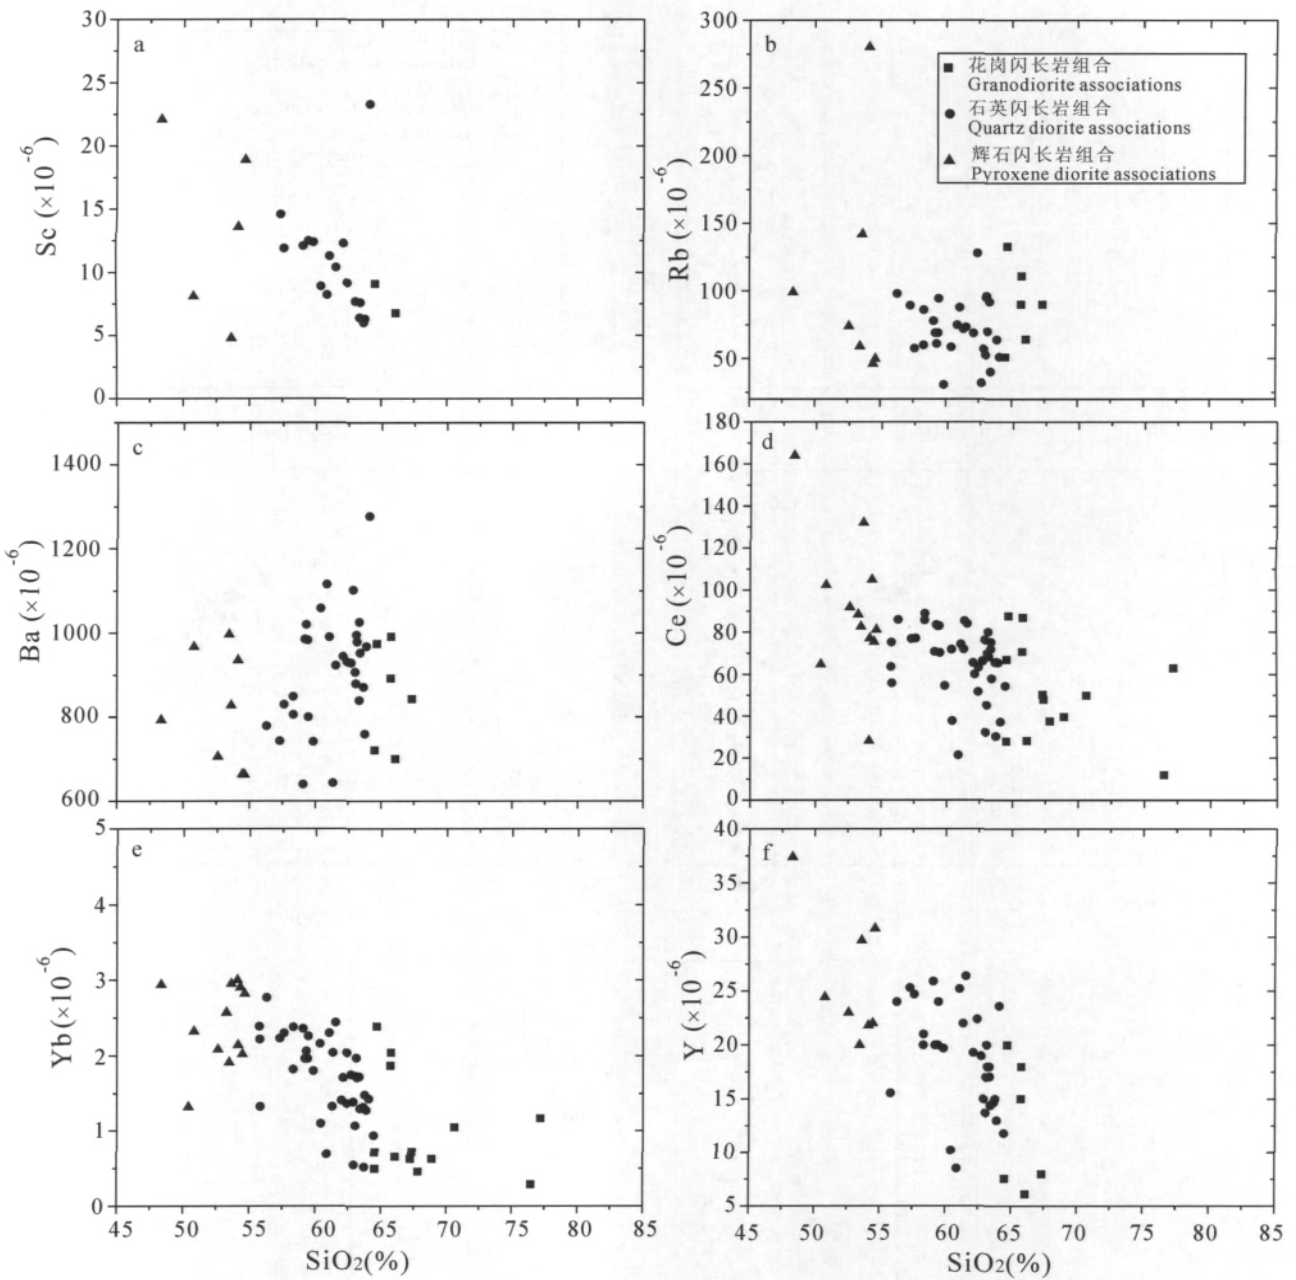 a
30
25
20
15
10
5
0
Sc (×10⁻⁶)
b
300
250
200
150
100
50
Rb (×10⁻⁶)
花岗闪长岩组合
Granodiorite associations
石英闪长岩组合
Quartz diorite associations
辉石闪长岩组合
Pyroxene diorite associations
c
1400
1200
1000
800
600
Ba (×10⁻⁶)
d
180
160
140
120
100
80
60
40
20
0
Ce (×10⁻⁶)
e
5
4
3
2
1
0
Yb (×10⁻⁶)
45 50 55 60 65 70 75 80 85
SiO₂(%)
f
40
35
30
25
20
15
10
5
Y (×10⁻⁶)
45 50 55 60 65 70 75 80 85
SiO₂(%)